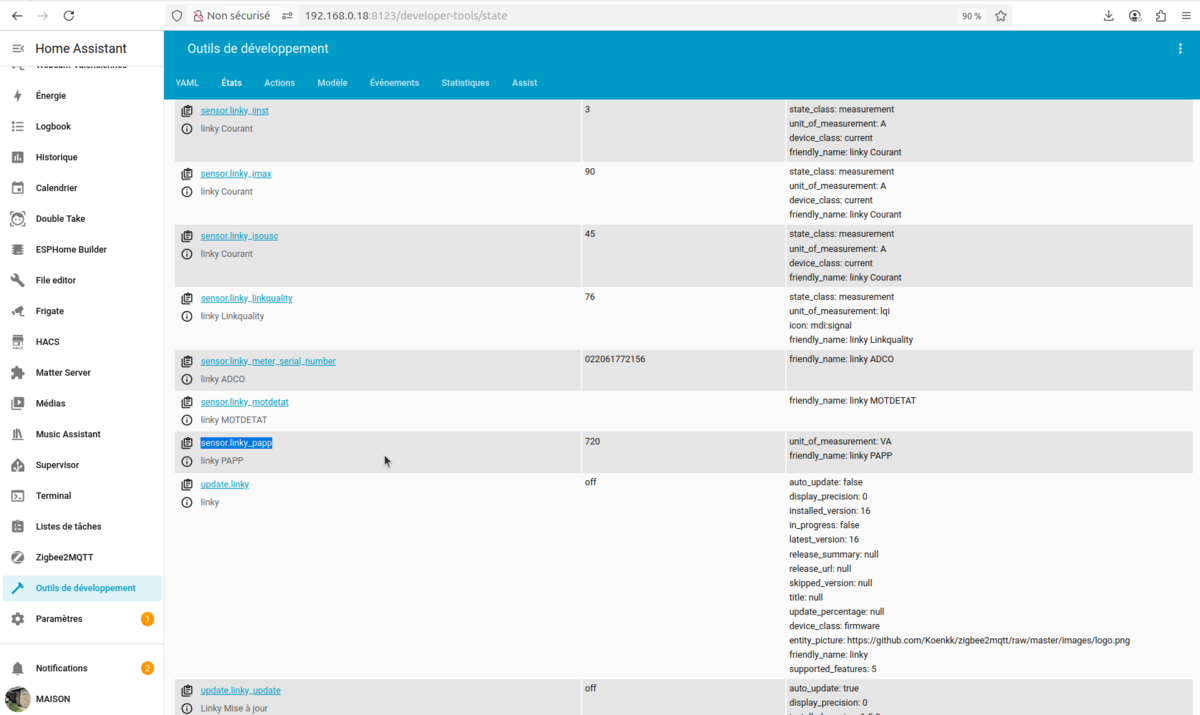 Non sécurisé
192.168.0.18:8123/developer-tools/state
90 %
Home Assistant
Outils de développement
YAML
États
Actions
Modèle
Événements
Statistiques
Assist
Énergie
Logbook
Historique
Calendrier
Double Take
ESPHome Builder
File editor
Frigate
HACS
Matter Server
Médias
Music Assistant
Supervisor
Terminal
Listes de tâches
Zigbee2MQTT
Outils de développement
Paramètres
1
Notifications
2
MAISON
sensor.linky_iinst
linky Courant
3
state_class: measurement
unit_of_measurement: A
device_class: current
friendly_name: linky Courant
sensor.linky_imax
linky Courant
90
state_class: measurement
unit_of_measurement: A
device_class: current
friendly_name: linky Courant
sensor.linky_isousc
linky Courant
45
state_class: measurement
unit_of_measurement: A
device_class: current
friendly_name: linky Courant
sensor.linky_linkquality
linky Linkquality
76
state_class: measurement
unit_of_measurement: lqi
icon: mdi:signal
friendly_name: linky Linkquality
sensor.linky_meter_serial_number
linky ADCO
022061772156
friendly_name: linky ADCO
sensor.linky_motdetat
linky MOTDETAT
friendly_name: linky MOTDETAT
sensor.linky_papp
linky PAPP
720
unit_of_measurement: VA
friendly_name: linky PAPP
update.linky
linky
off
auto_update: false
display_precision: 0
installed_version: 16
in_progress: false
latest_version: 16
release_summary: null
release_url: null
skipped_version: null
title: null
update_percentage: null
device_class: firmware
entity_picture: https://github.com/Koenkk/zigbee2mqtt/raw/master/images/logo.png
friendly_name: linky
supported_features: 5
update.linky_update
Linky Mise à jour
off
auto_update: true
display_precision: 0